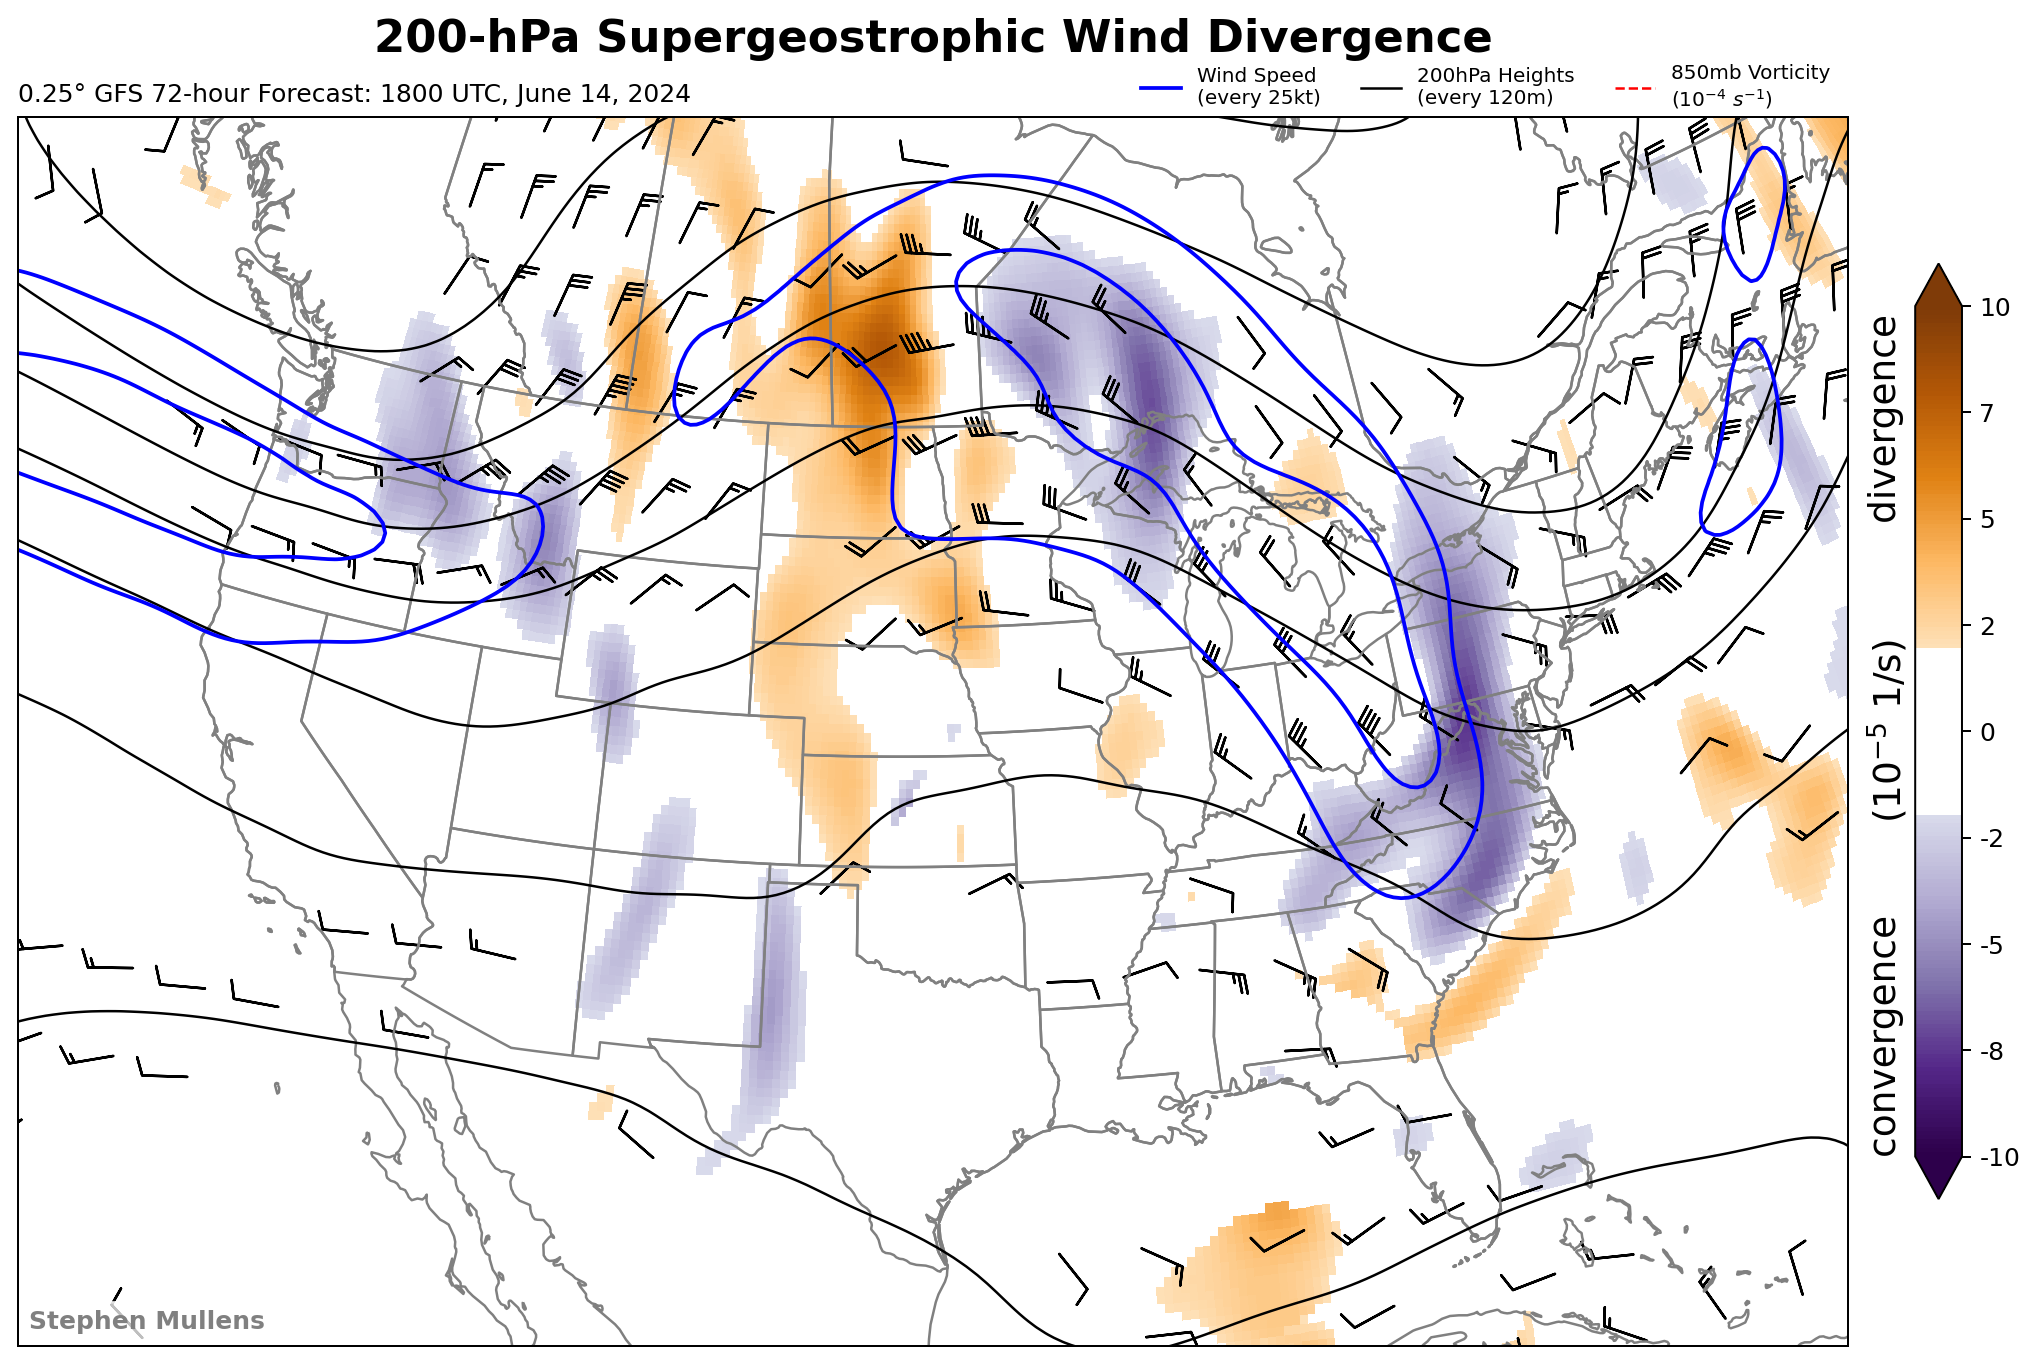 200-hPa Supergeostrophic Wind Divergence
0.25° GFS 72-hour Forecast: 1800 UTC, June 14, 2024
Wind Speed
(every 25kt)
200hPa Heights
(every 120m)
850mb Vorticity
(10⁻⁴ s⁻¹)
10
7
5
2
0
-2
-5
-8
-10
convergence (10⁻⁵ 1/s) divergence
Stephen Mullens